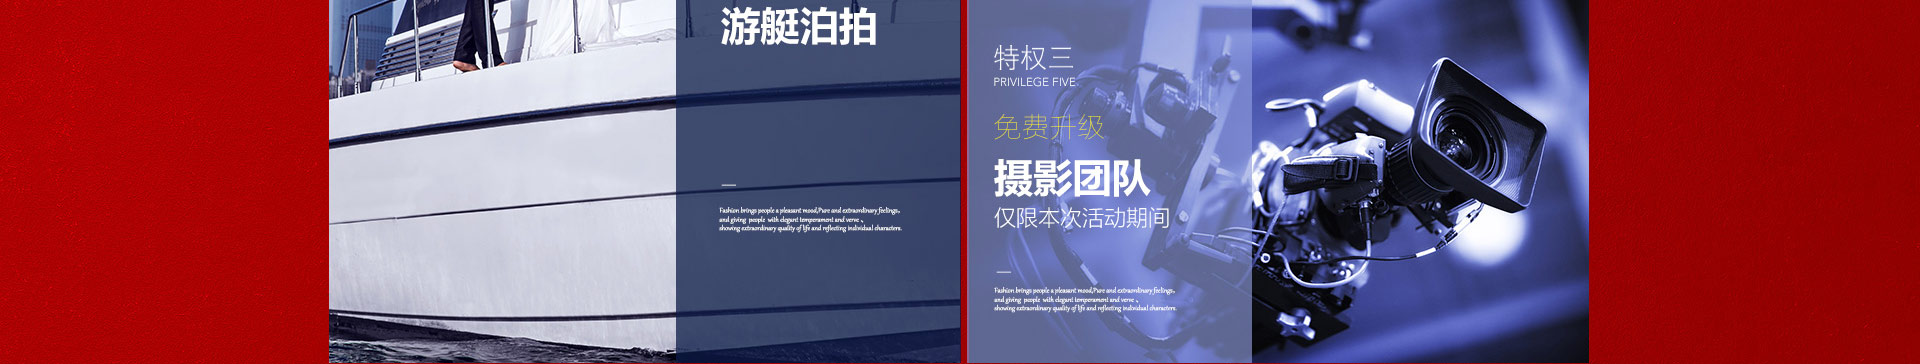 游艇泊拍
Fashion brings people a pleasant mood,Pure and extraordinary feelings,
and giving people with elegant temperament and verve 、
showing extraordinary quality of life and reflecting individual characters.
特权三
PRIVILEGE FIVE
免费升级
摄影团队
仅限本次活动期间
Fashion brings people a pleasant mood,Pure and extraordinary feelings,
and giving people with elegant temperament and verve 、
showing extraordinary quality of life and reflecting individual characters.